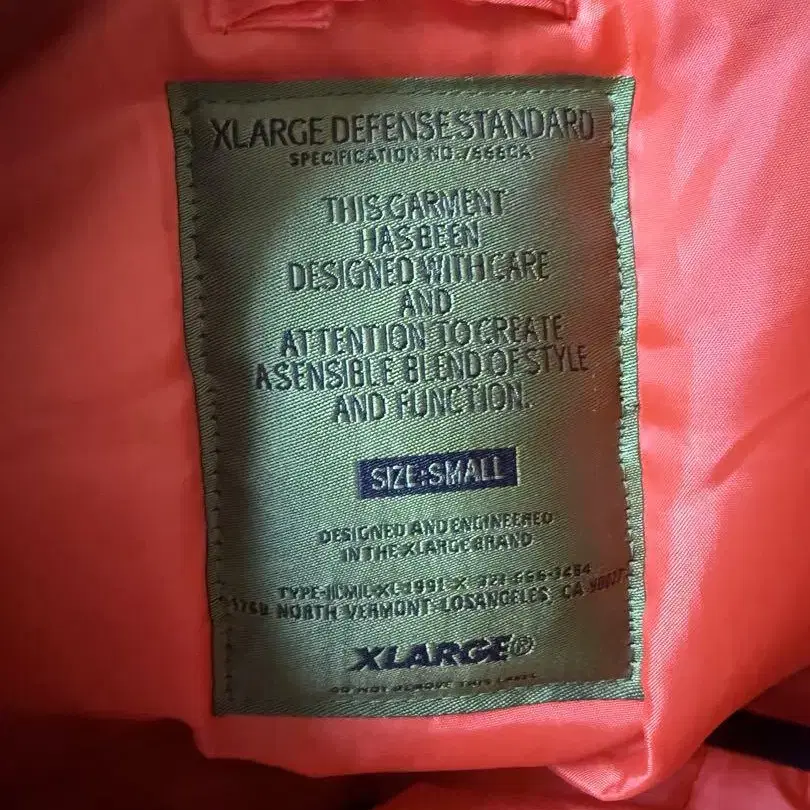 XLARGE DEFENSE STANDARD
SPECIFICATION NO.
THIS GARMENT
HAS BEEN
DESIGNED WITH CARE
AND
ATTENTION TO CREATE
A SENSIBLE BLEND OF STYLE
AND FUNCTION.
SIZE:SMALL
DESIGNED AND ENGINEERED
IN THE XLARGE BRAND
NORTH VERMONT-LOSANGELES, CA
XLARGE®
DO NOT REMOVE THIS LABEL